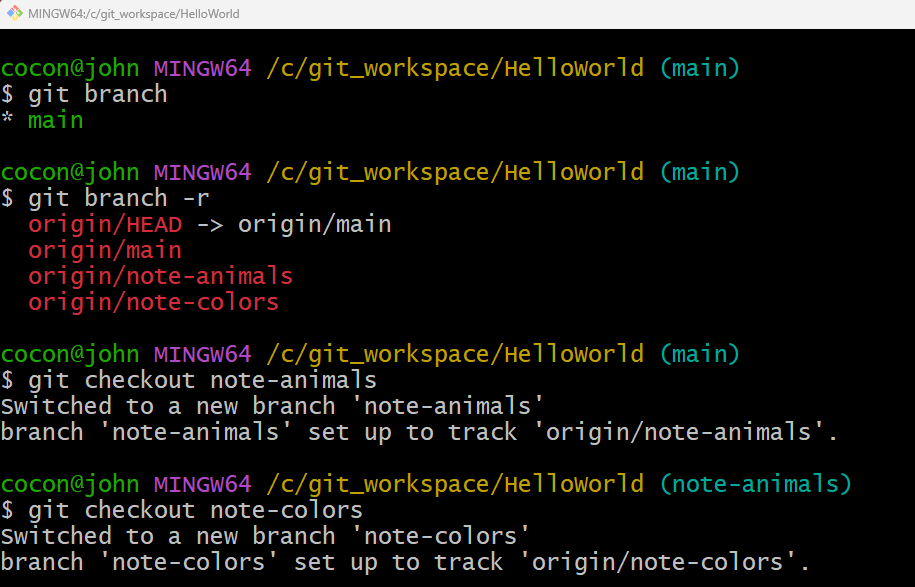 MINGW64:/c/git_workspace/HelloWorld
cocon@john MINGW64 /c/git_workspace/HelloWorld (main)
$ git branch
* main
cocon@john MINGW64 /c/git_workspace/HelloWorld (main)
$ git branch -r
  origin/HEAD -> origin/main
  origin/main
  origin/note-animals
  origin/note-colors
cocon@john MINGW64 /c/git_workspace/HelloWorld (main)
$ git checkout note-animals
Switched to a new branch 'note-animals'
branch 'note-animals' set up to track 'origin/note-animals'.
cocon@john MINGW64 /c/git_workspace/HelloWorld (note-animals)
$ git checkout note-colors
Switched to a new branch 'note-colors'
branch 'note-colors' set up to track 'origin/note-colors'.